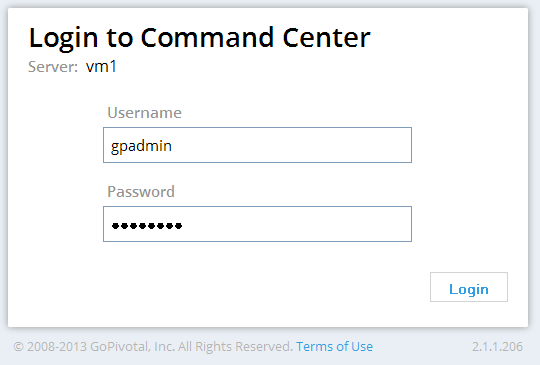 Login to Command Center
Server: vm1
Username
gpadmin
Password
••••••••
Login
© 2008-2013 GoPivotal, Inc. All Rights Reserved. Terms of Use 2.1.1.206